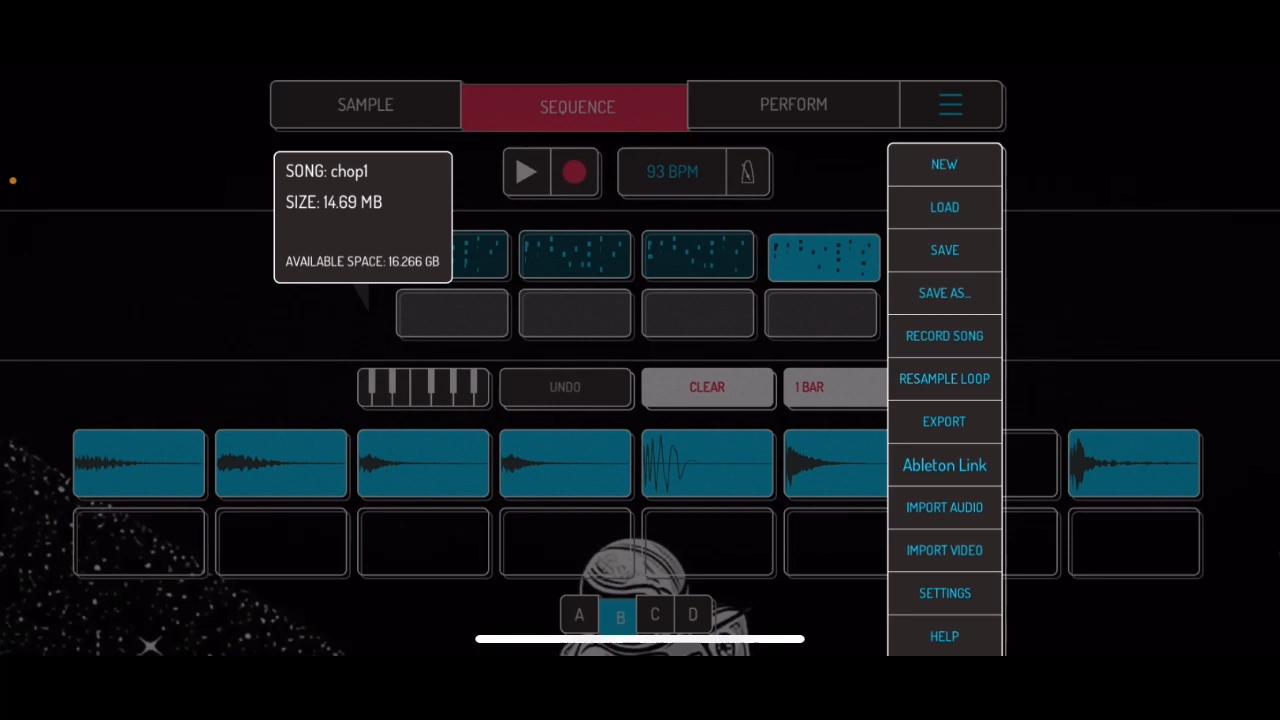 SAMPLE
SEQUENCE
PERFORM
SONG: chop1
SIZE: 14.69 MB
AVAILABLE SPACE: 16.266 GB
93 BPM
NEW
LOAD
SAVE
SAVE AS...
RECORD SONG
RESAMPLE LOOP
EXPORT
Ableton Link
IMPORT AUDIO
IMPORT VIDEO
SETTINGS
HELP
UNDO
CLEAR
1 BAR
A
B
C
D